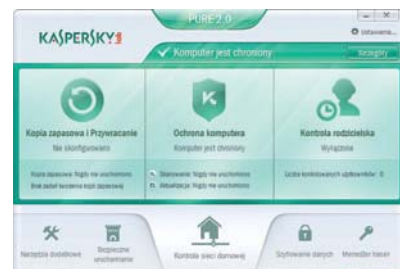 PURE 2.0
KASPERSKY lab
Ustawienia...
Komputer jest chroniony
Szczegóły
Kopia zapasowa i Przywracanie
Nie skonfigurowano
Kopia zapasowa: Nigdy nie uruchomiono
Brak zadań tworzenia kopii zapasowej
Ochrona komputera
Komputer jest chroniony
Skanowanie: Nigdy nie uruchomiono
Aktualizacja: Nigdy nie uruchomiono
Kontrola rodzicielska
Wyłączona
Liczba kontrolowanych użytkowników: 0
Narzędzia dodatkowe
Bezpieczne
uruchamianie
Kontrola sieci domowej
Szyfrowanie danych
Menedżer haseł